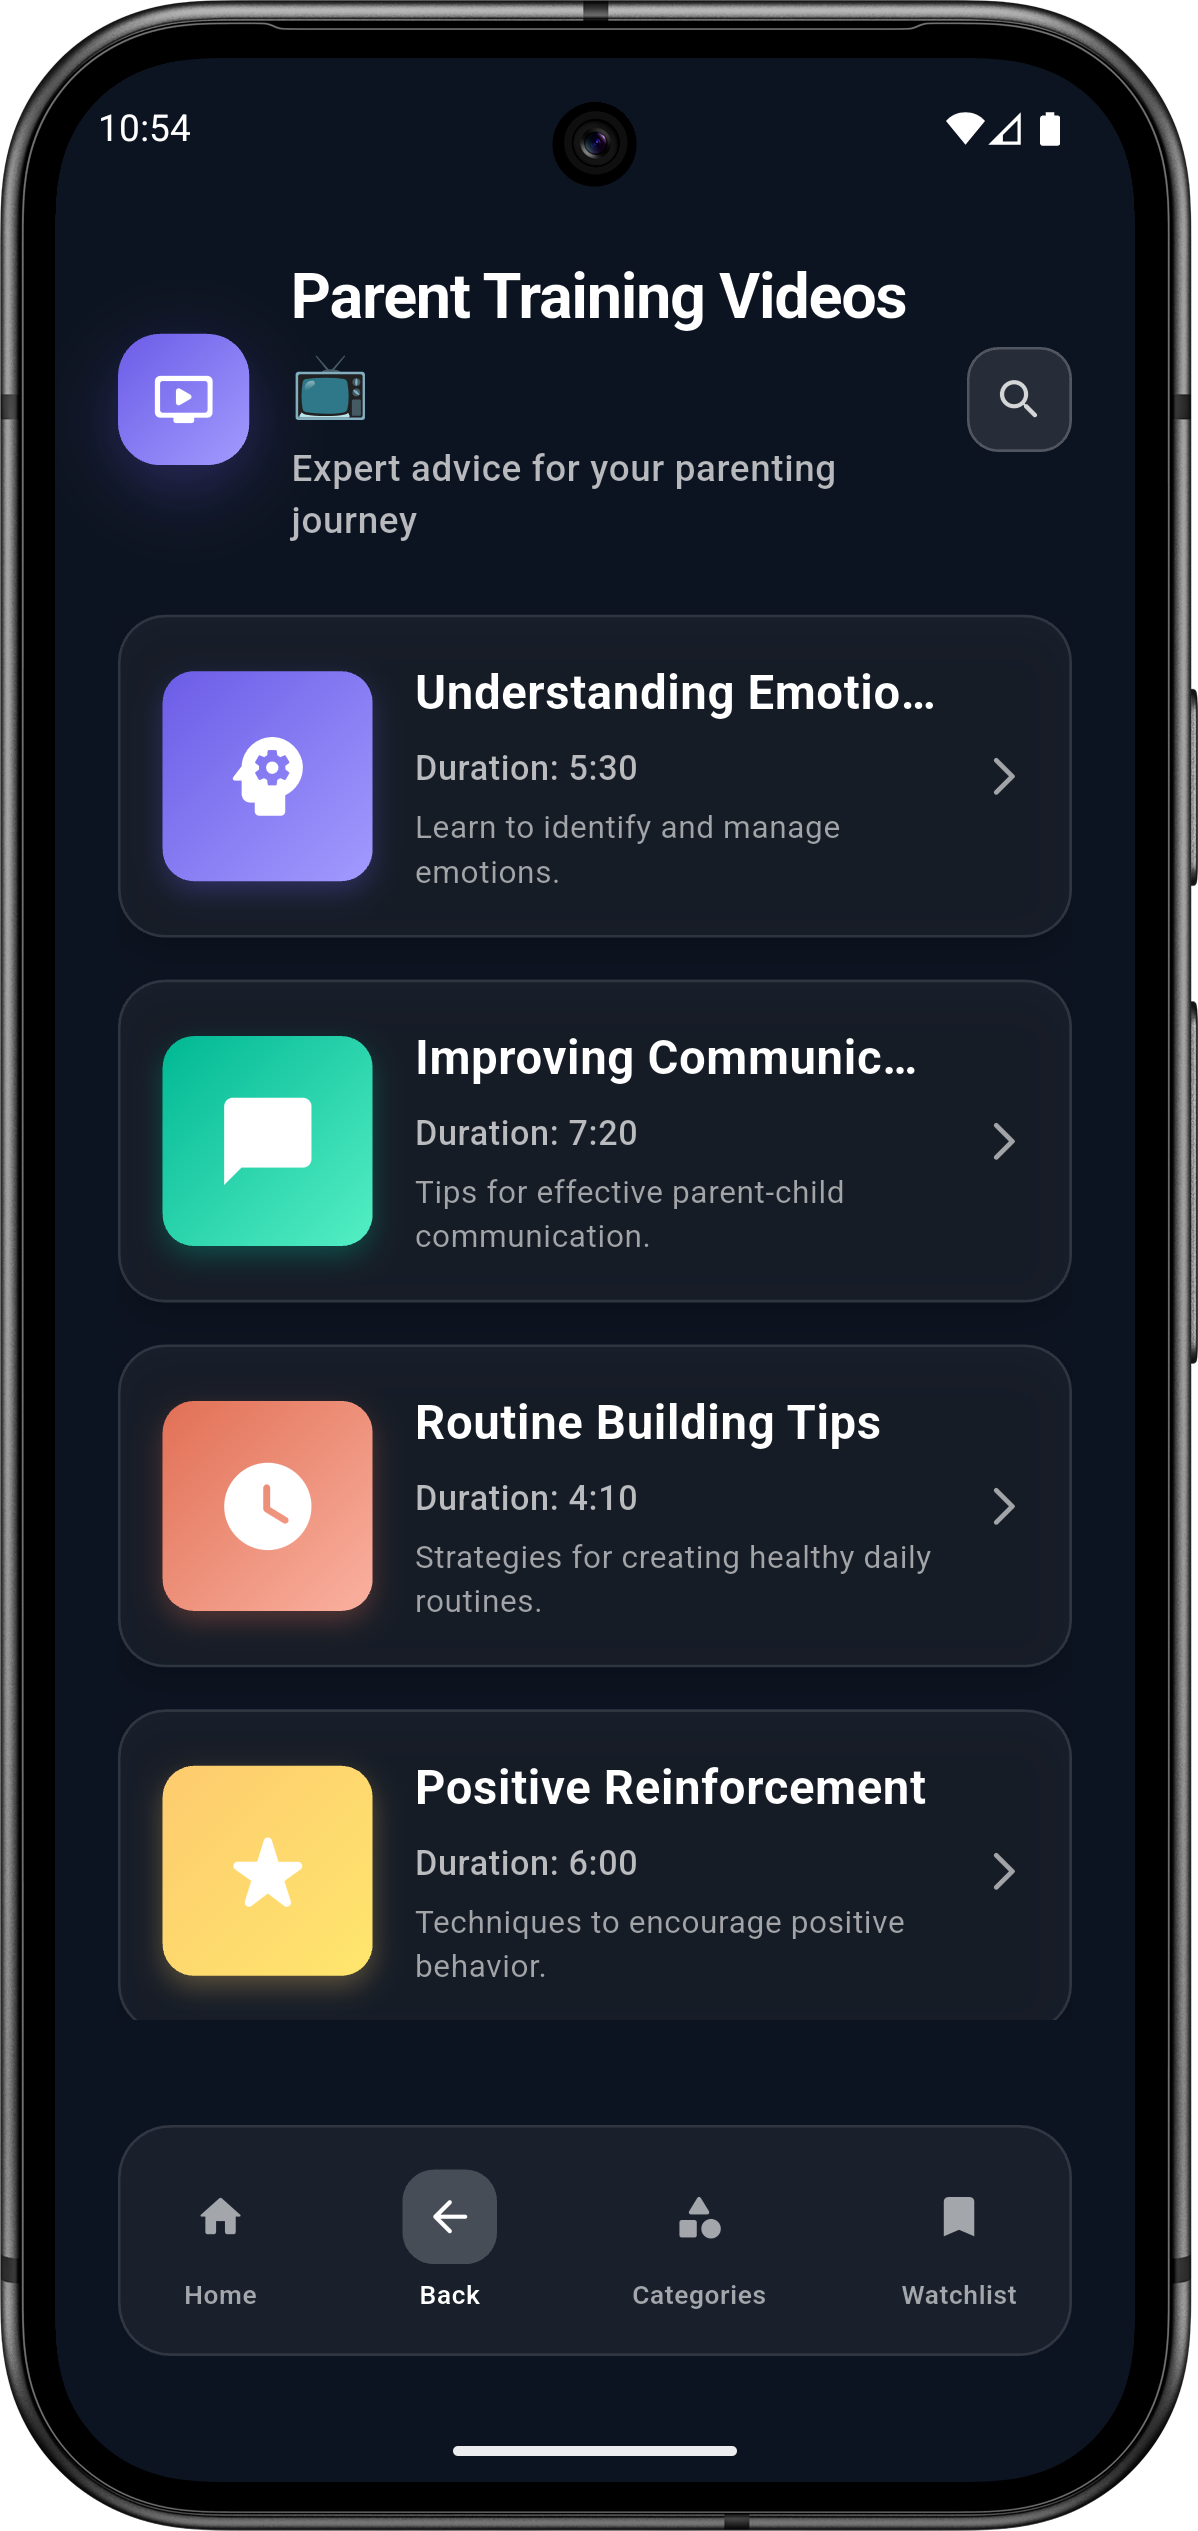 10:54
Parent Training Videos
📺
Expert advice for your parenting
journey
Understanding Emotio...
Duration: 5:30
Learn to identify and manage
emotions.
Improving Communic...
Duration: 7:20
Tips for effective parent-child
communication.
Routine Building Tips
Duration: 4:10
Strategies for creating healthy daily
routines.
Positive Reinforcement
Duration: 6:00
Techniques to encourage positive
behavior.
Home Back Categories Watchlist